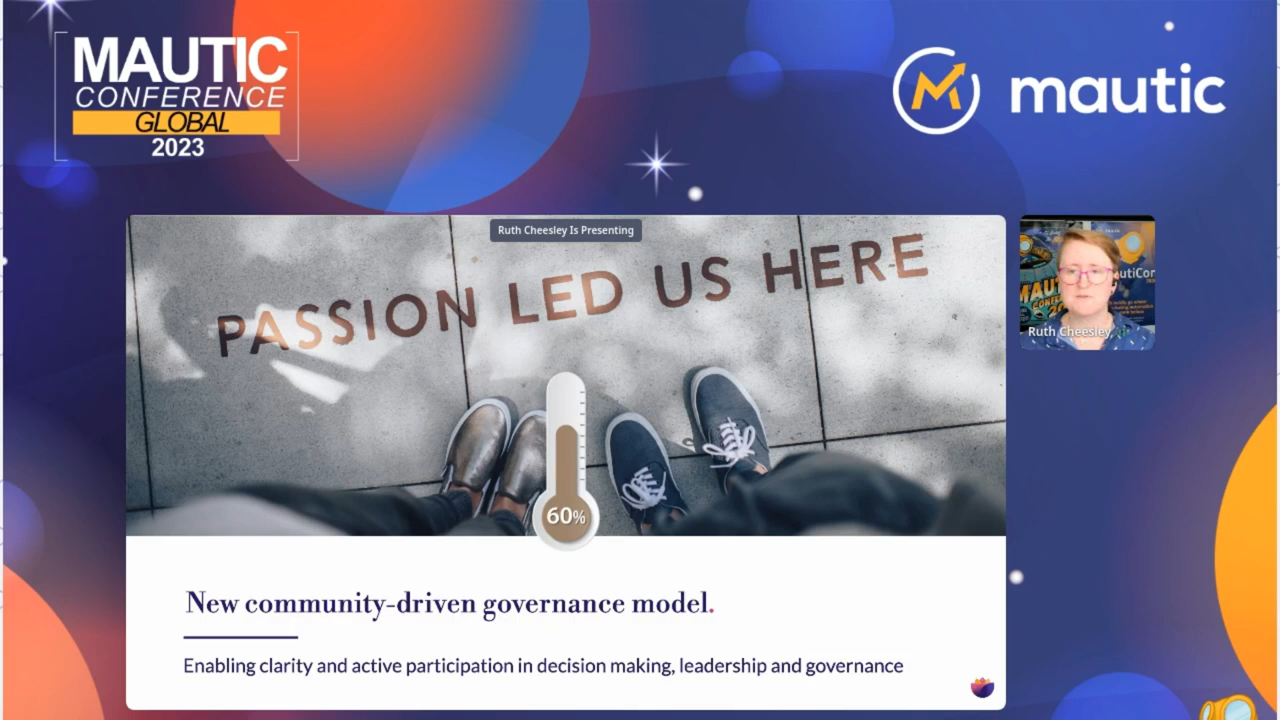 MAUTIC
CONFERENCE
GLOBAL
2023
mautic
Ruth Cheesley Is Presenting
PASSION LED US HERE
60%
Ruth Cheesley
New community-driven governance model.
Enabling clarity and active participation in decision making, leadership and governance